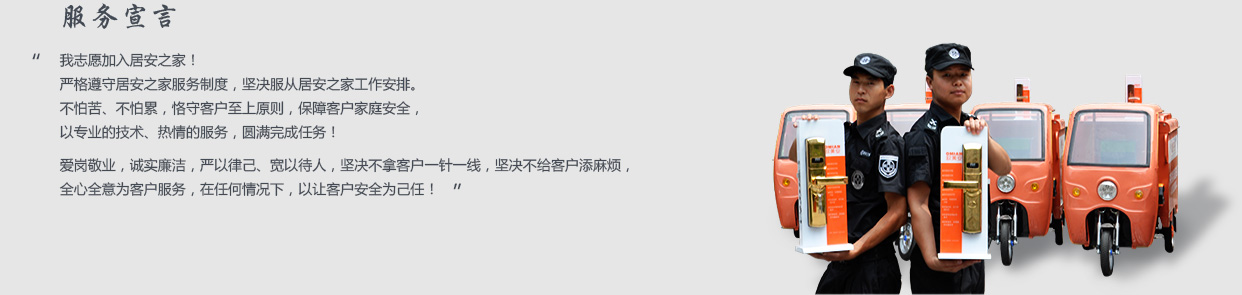 服务宣言
“ 我志愿加入居安之家！
严格遵守居安之家服务制度，坚决服从居安之家工作安排。
不怕苦、不怕累，恪守客户至上原则，保障客户家庭安全，
以专业的技术、热情的服务，圆满完成任务！
爱岗敬业，诚实廉洁，严以律己、宽以待人，坚决不拿客户一针一线，坚决不给客户添麻烦，
全心全意为客户服务，在任何情况下，以让客户安全为己任！ ”